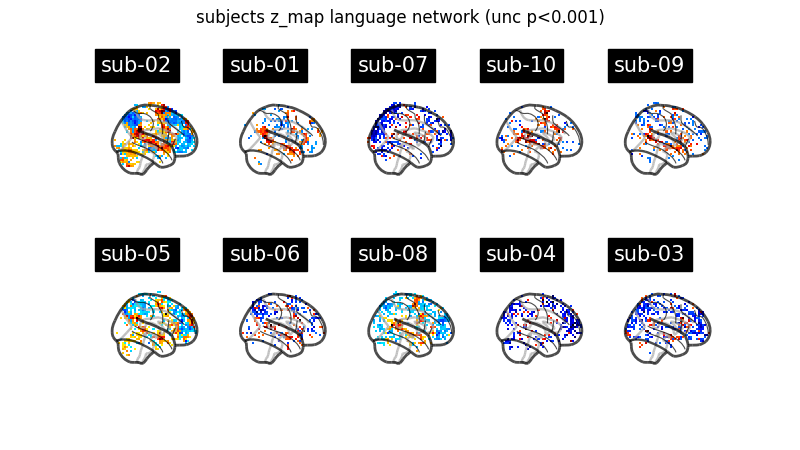 subjects z_map language network (unc p<0.001)
sub-02
sub-01
sub-07
sub-10
sub-09
sub-05
sub-06
sub-08
sub-04
sub-03